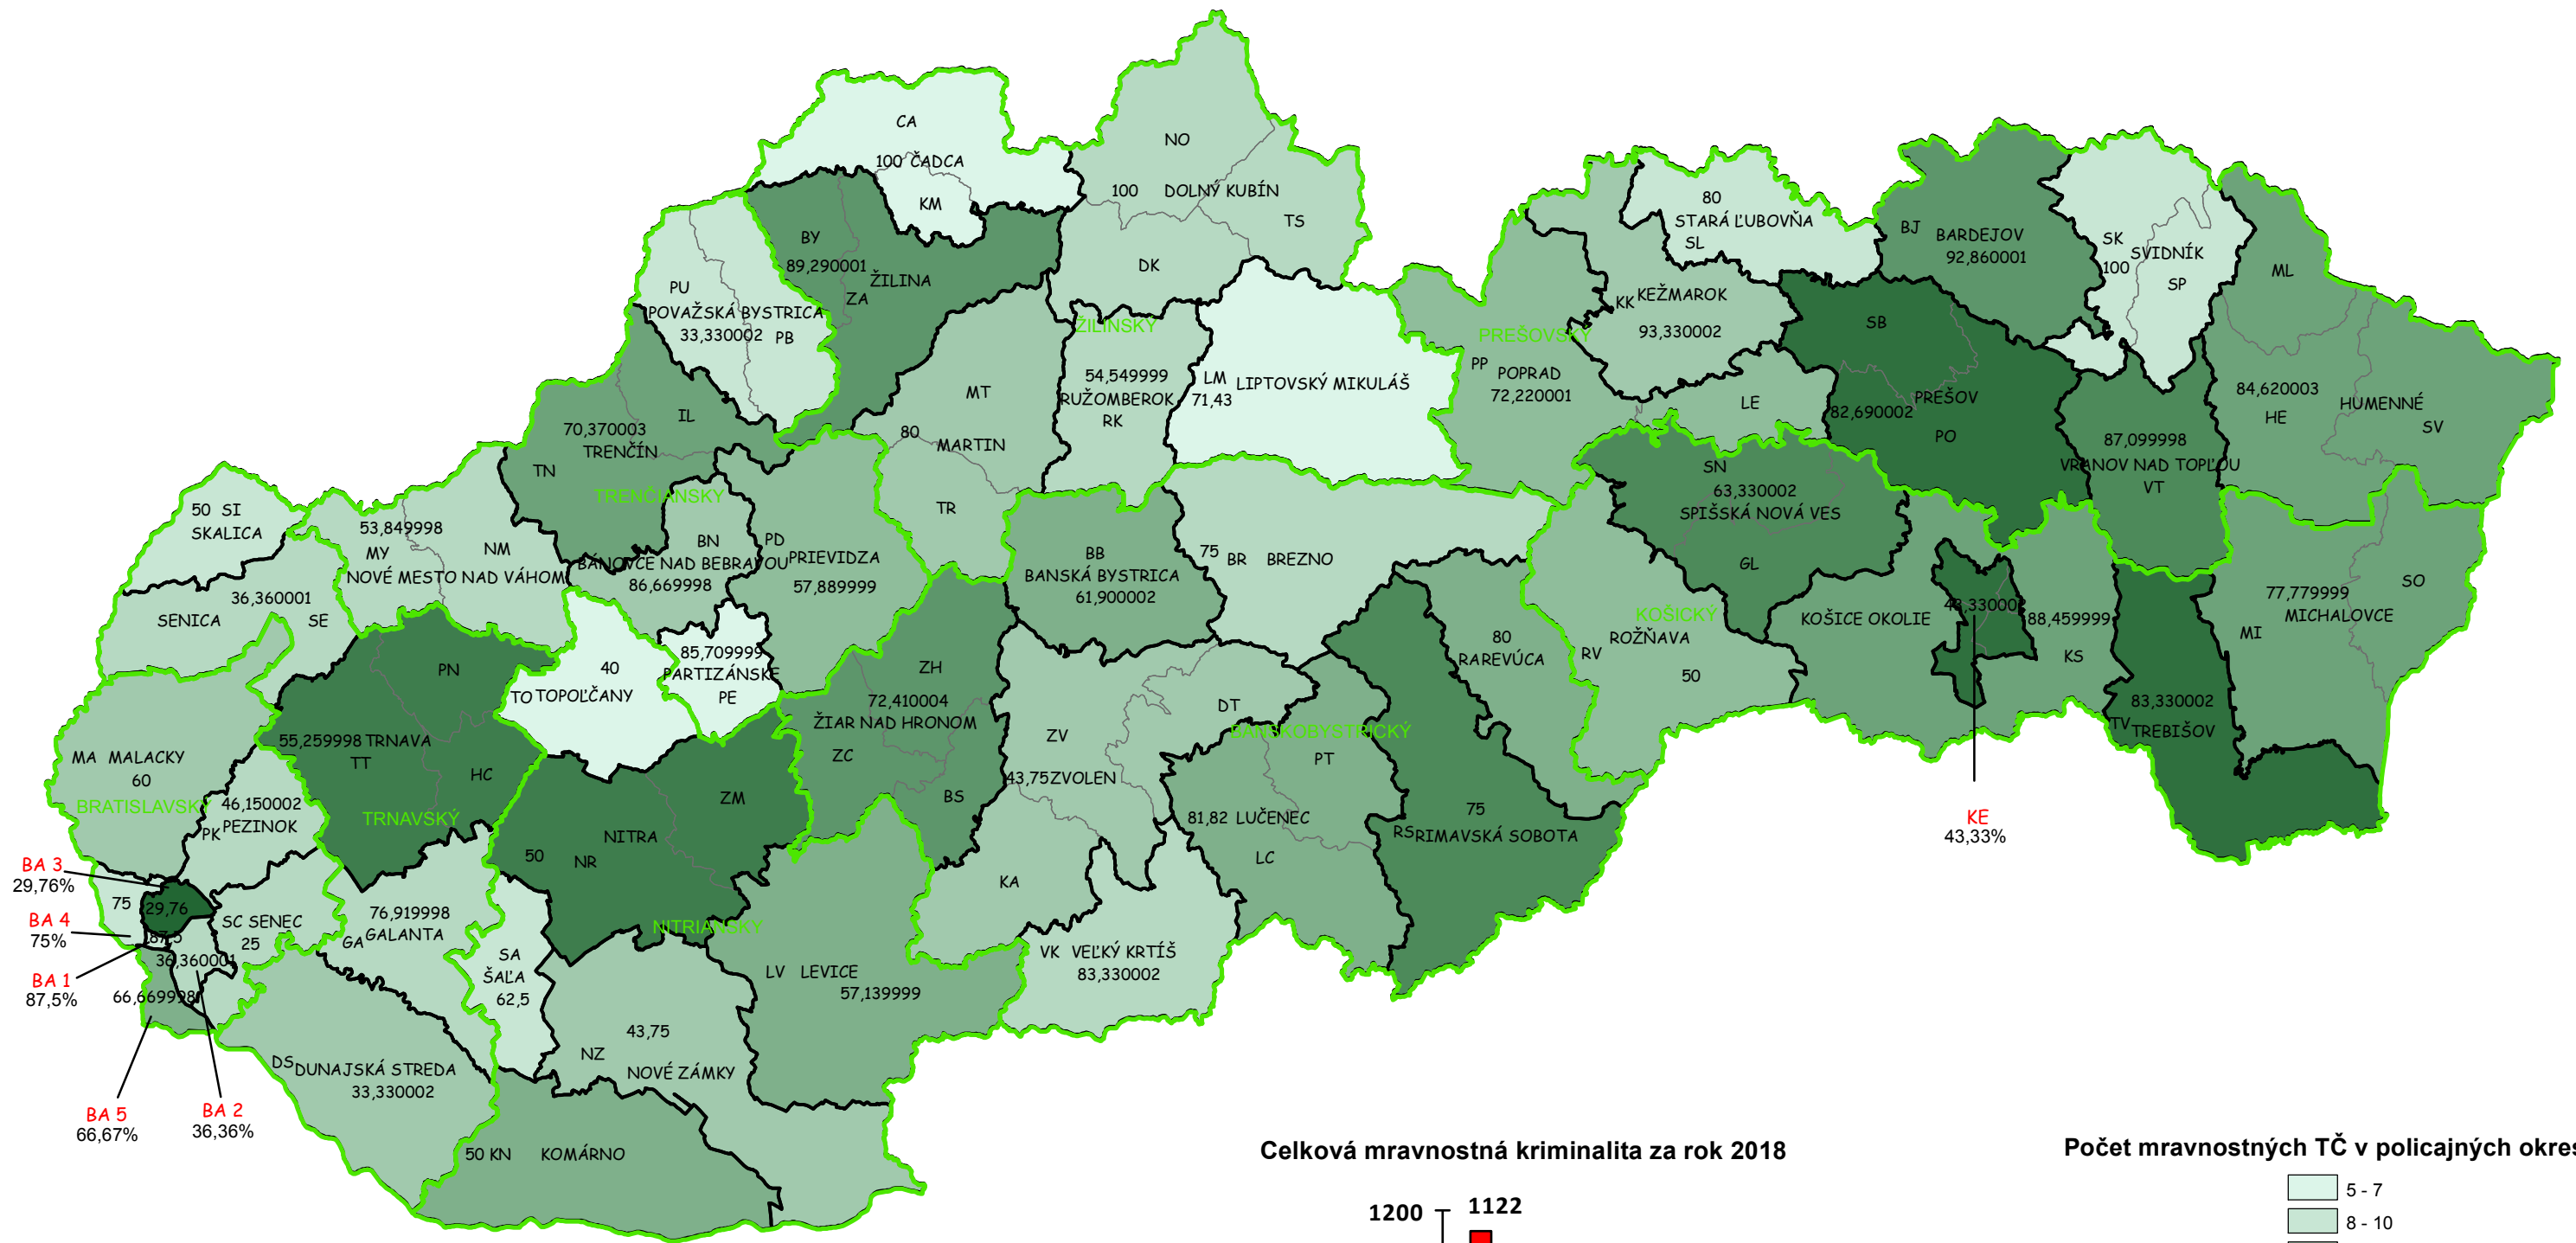 CA
100 ČADCA
KM
NO
100 DOLNÝ KUBÍN
TS
DK
BY
89,290001
ŽILINA
ZA
PU
POVAŽSKÁ BYSTRICA
33,330002 PB
ŽILINSKÝ
54,549999
RUŽOMBEROK
RK
LM LIPTOVSKÝ MIKULÁŠ
71,43
MT
80 MARTIN
TR
IL
70,370003
TRENČÍN
TN
TRENČIANSKY
BN
BÁNOVCE NAD BEBRAVOU
86,669998
PD
PRIEVIDZA
57,889999
50 SI
SKALICA
53,849998
MY
NM
NOVÉ MESTO NAD VÁHOM
36,360001
SENICA SE
40
TO TOPOĽČANY
85,709999
PARTIZÁNSKE
PE
PN
55,259998 TRNAVA
TT
HC
TRNAVSKÝ
MA MALACKY
60
BRATISLAVSKÝ
46,150002
PK PEZINOK
BA 3
29,76%
BA 4
75%
BA 1
87,5%
BA 5
66,67%
BA 2
36,36%
75
29,76
87,5
36,360001
66,669998
SC SENEC
25
76,919998
GA GALANTA
SA
ŠAĽA
62,5
50
NR
NITRA
ZM
NITRIANSKY
DS DUNAJSKÁ STREDA
33,330002
43,75
NZ
NOVÉ ZÁMKY
50 KN KOMÁRNO
LV LEVICE
57,139999
ZH
72,410004
ŽIAR NAD HRONOM
ZC
BS
BB
BANSKÁ BYSTRICA
61,900002
75 BR BREZNO
DT
ZV
43,75 ZVOLEN
KA
BANSKOBYSTRICKÝ
PT
81,82 LUČENEC
LC
VK VEĽKÝ KRTÍŠ
83,330002
75
RS RIMAVSKÁ SOBOTA
80
RA REVÚCA
KOŠICKÝ
ROŽŇAVA
RV
50
PREŠOVSKÝ
PP
POPRAD
72,220001
LE
KK KEŽMAROK
93,330002
80
STARÁ ĽUBOVŇA
SL
BJ
BARDEJOV
92,860001
SK
SVIDNÍK
100
SP
ML
SB
82,690002 PREŠOV
PO
84,620003
HUMENNÉ
HE
SV
87,099998
VRANOV NAD TOPĽOU
VT
SN
63,330002
SPIŠSKÁ NOVÁ VES
GL
KOŠICE OKOLIE
88,459999
KS
KE
43,33%
83,330002
TV TREBIŠOV
77,779999
MICHALOVCE
MI
SO
Celková mravnostná kriminalita za rok 2018
1200
1122
Počet mravnostných TČ v policajných
5 - 7
8 - 10